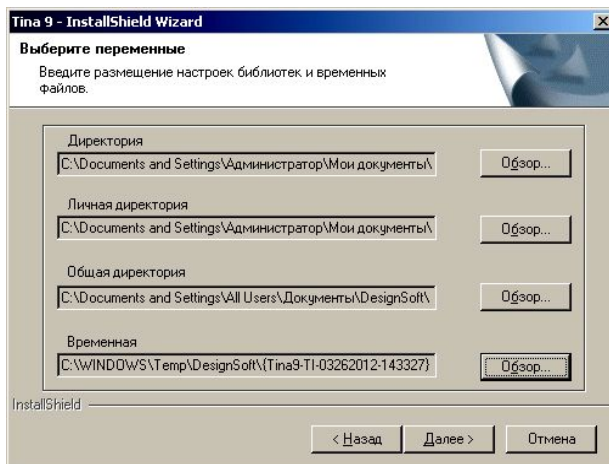 Tina 9 - InstallShield Wizard
Выберите переменные
Введите размещение настроек библиотек и временных
файлов.
Директория
C:\Documents and Settings\Администратор\Мои документы\
Обзор...
Личная директория
C:\Documents and Settings\Администратор\Мои документы\
Обзор...
Общая директория
C:\Documents and Settings\All Users\Документы\DesignSoft\
Обзор...
Временная
C:\WINDOWS\Temp\DesignSoft\{Tina9-TI-03262012-143327}
Обзор...
InstallShield
< Назад Далее > Отмена